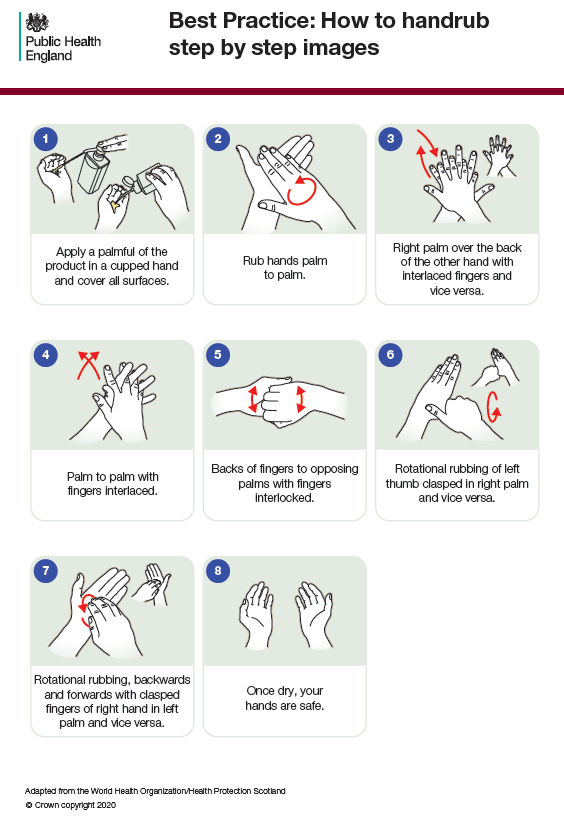 Public Health
England
Best Practice: How to handrub
step by step images
1
Apply a palmful of the
product in a cupped hand
and cover all surfaces.
2
Rub hands palm
to palm.
3
Right palm over the back
of the other hand with
interlaced fingers and
vice versa.
4
Palm to palm with
fingers interlaced.
5
Backs of fingers to opposing
palms with fingers
interlocked.
6
Rotational rubbing of left
thumb clasped in right palm
and vice versa.
7
Rotational rubbing, backwards
and forwards with clasped
fingers of right hand in left
palm and vice versa.
8
Once dry, your
hands are safe.
Adapted from the World Health Organization/Health Protection Scotland
© Crown copyright 2020